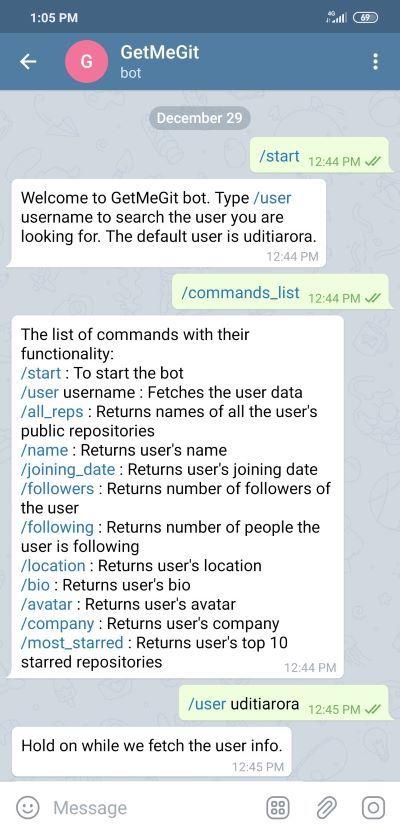 1:05 PM
4G
69
G
GetMeGit
bot
December 29
/start 12:44 PM
Welcome to GetMeGit bot. Type /user
username to search the user you are
looking for. The default user is uditiarora.
12:44 PM
/commands_list 12:44 PM
The list of commands with their
functionality:
/start : To start the bot
/user username : Fetches the user data
/all_reps : Returns names of all the user's
public repositories
/name : Returns user's name
/joining_date : Returns user's joining date
/followers : Returns number of followers of
the user
/following : Returns number of people the
user is following
/location : Returns user's location
/bio : Returns user's bio
/avatar : Returns user's avatar
/company : Returns user's company
/most_starred : Returns user's top 10
starred repositories
12:44 PM
/user uditiarora 12:45 PM
Hold on while we fetch the user info.
12:45 PM
Message